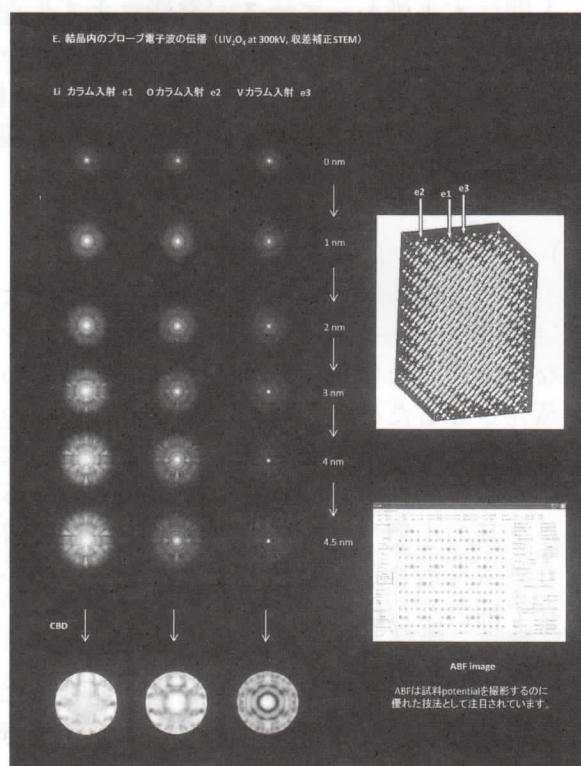 E. 結晶内のプローブ電子波の伝播 （LiV₂O₄ at 300kV, 収差補正STEM）
Li カラム入射 e1 Oカラム入射 e2 Vカラム入射 e3
0 nm
1 nm
2 nm
3 nm
4 nm
4.5 nm
CBD
e2 e1 e3
ABF image
ABFは試料potentialを撮影するのに
優れた技法として注目されています。